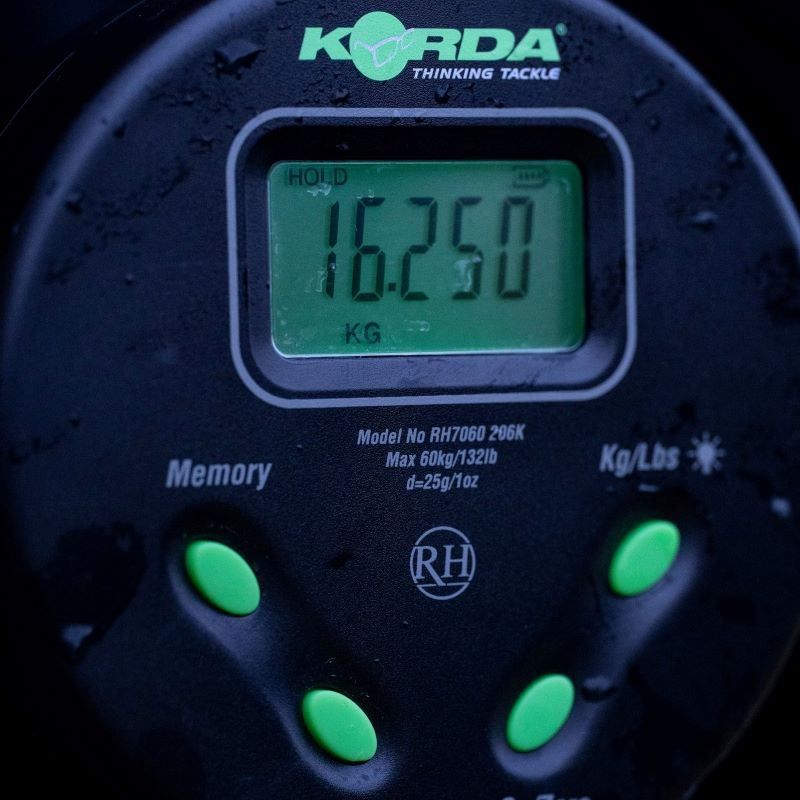 KORDA®
THINKING TACKLE
HOLD
16.250
KG
Model No RH7060 206K
Max 60kg/132lb
d=25g/1oz
Memory
Kg/Lbs
RH